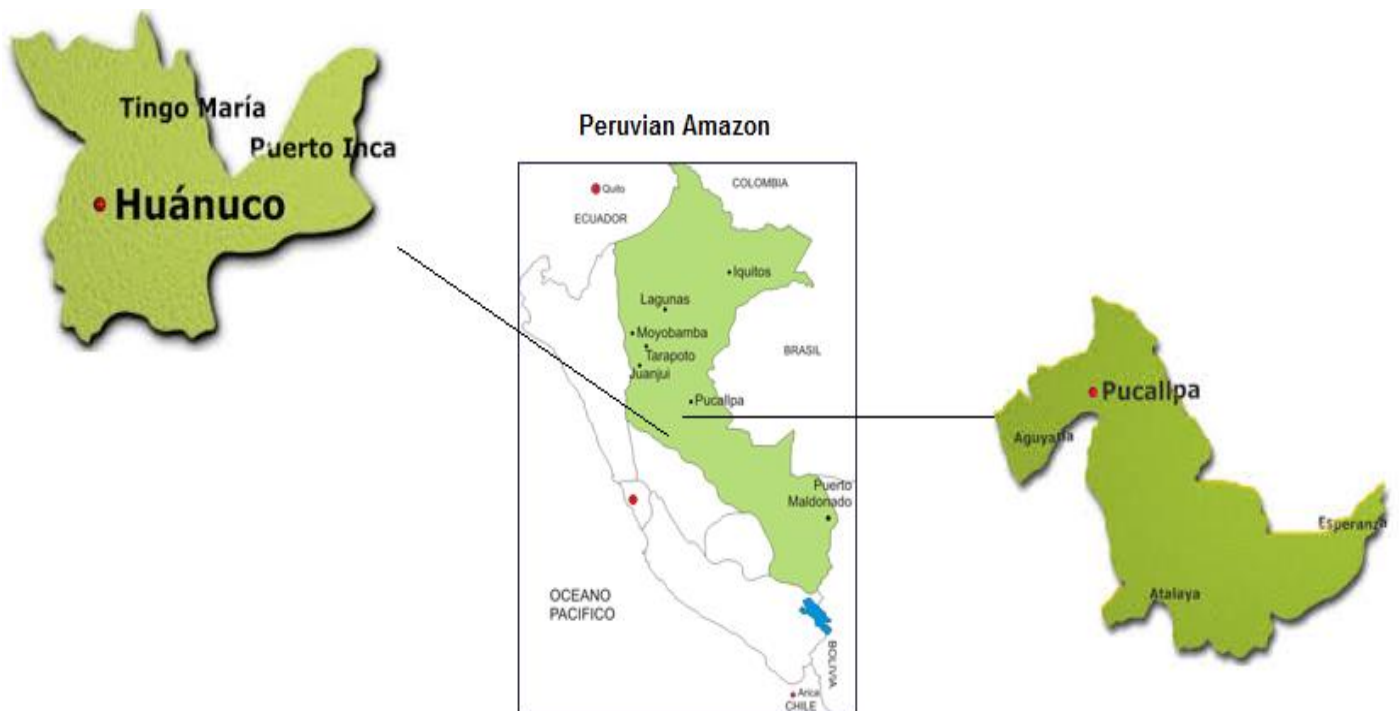 Tingo María
Puerto Inca
Huánuco
Peruvian Amazon
Quito
COLOMBIA
ECUADOR
Iquitos
Lagunas
Moyobamba
Tarapoto
Juanjui
BRASIL
Pucallpa
Puerto
Maldonado
OCEANO
PACIFICO
BOLIVIA
Arica
CHILE
Pucallpa
Aguyatia
Esperanza
Atalaya